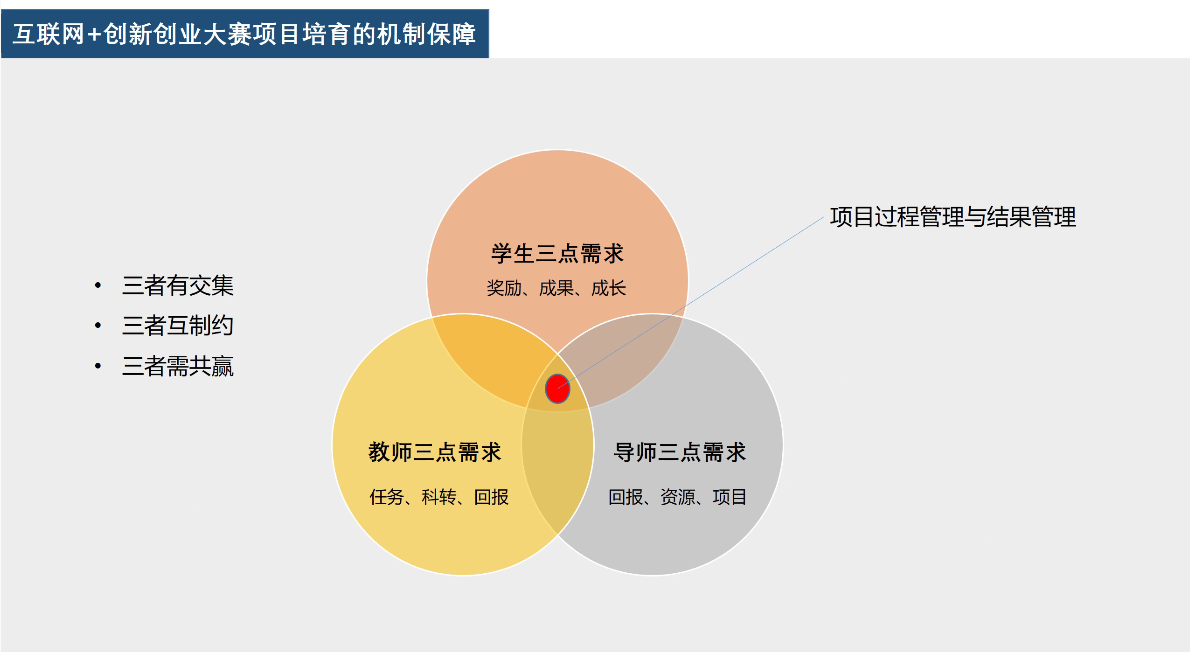 互联网+创新创业大赛项目培育的机制保障
项目过程管理与结果管理
学生三点需求
奖励、成果、成长
• 三者有交集
• 三者互制约
• 三者需共赢
教师三点需求
任务、科转、回报
导师三点需求
回报、资源、项目